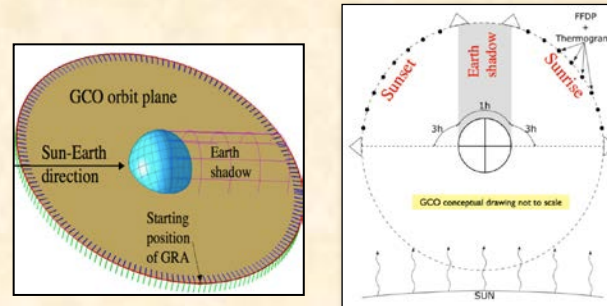 GCO orbit plane
Sun-Earth
direction
Earth
shadow
Starting
position
of GRA
FFDP
+
Thermogram
Sunset
Earth
shadow
Sunrise
1h
3h
3h
GCO conceptual drawing not to scale
SUN